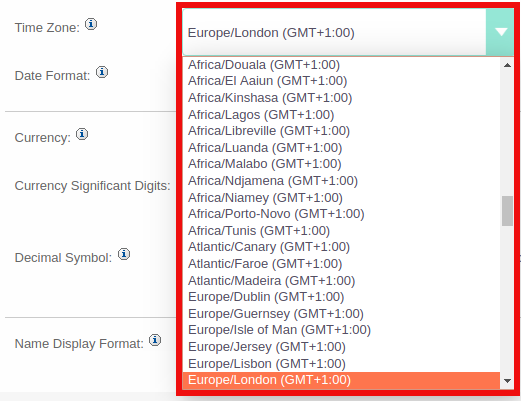 Time Zone:
Europe/London (GMT+1:00)
Africa/Douala (GMT+1:00)
Date Format:
Africa/El Aaiun (GMT+1:00)
Africa/Kinshasa (GMT+1:00)
Africa/Lagos (GMT+1:00)
Currency:
Africa/Libreville (GMT+1:00)
Africa/Luanda (GMT+1:00)
Africa/Malabo (GMT+1:00)
Currency Significant Digits:
Africa/Ndjamena (GMT+1:00)
Africa/Niamey (GMT+1:00)
Africa/Porto-Novo (GMT+1:00)
Africa/Tunis (GMT+1:00)
Atlantic/Canary (GMT+1:00)
Decimal Symbol:
Atlantic/Faroe (GMT+1:00)
Atlantic/Madeira (GMT+1:00)
Europe/Dublin (GMT+1:00)
Europe/Guernsey (GMT+1:00)
Europe/Isle of Man (GMT+1:00)
Name Display Format:
Europe/Jersey (GMT+1:00)
Europe/Lisbon (GMT+1:00)
Europe/London (GMT+1:00)